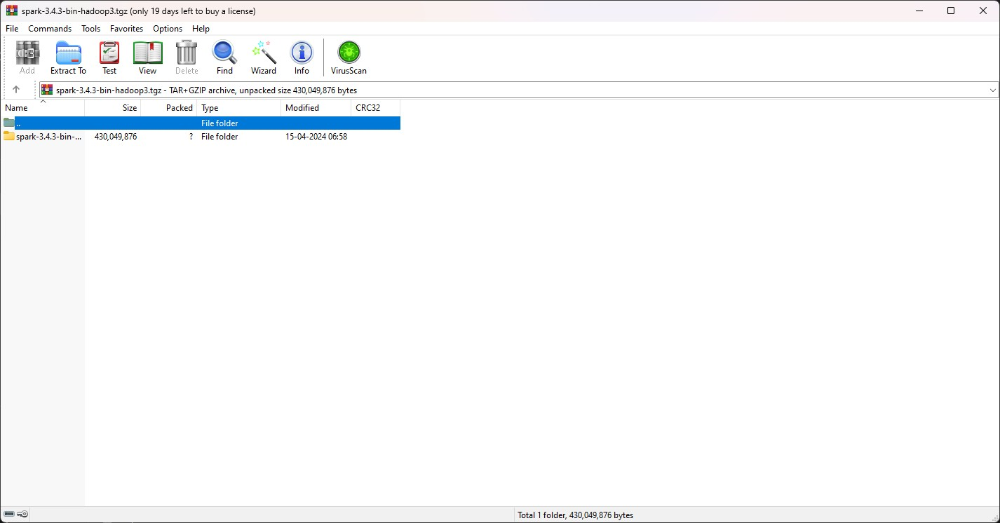 spark-3.4.3-bin-hadoop3.tgz (only 19 days left to buy a license)
File Commands Tools Favorites Options Help
Add Extract To Test View Delete Find Wizard Info VirusScan
spark-3.4.3-bin-hadoop3.tgz - TAR+GZIP archive, unpacked size 430,049,876 bytes
Name Size Packed Type Modified CRC32
.. File folder
spark-3.4.3-bin-... 430,049,876 ? File folder 15-04-2024 06:58
Total 1 folder, 430,049,876 bytes